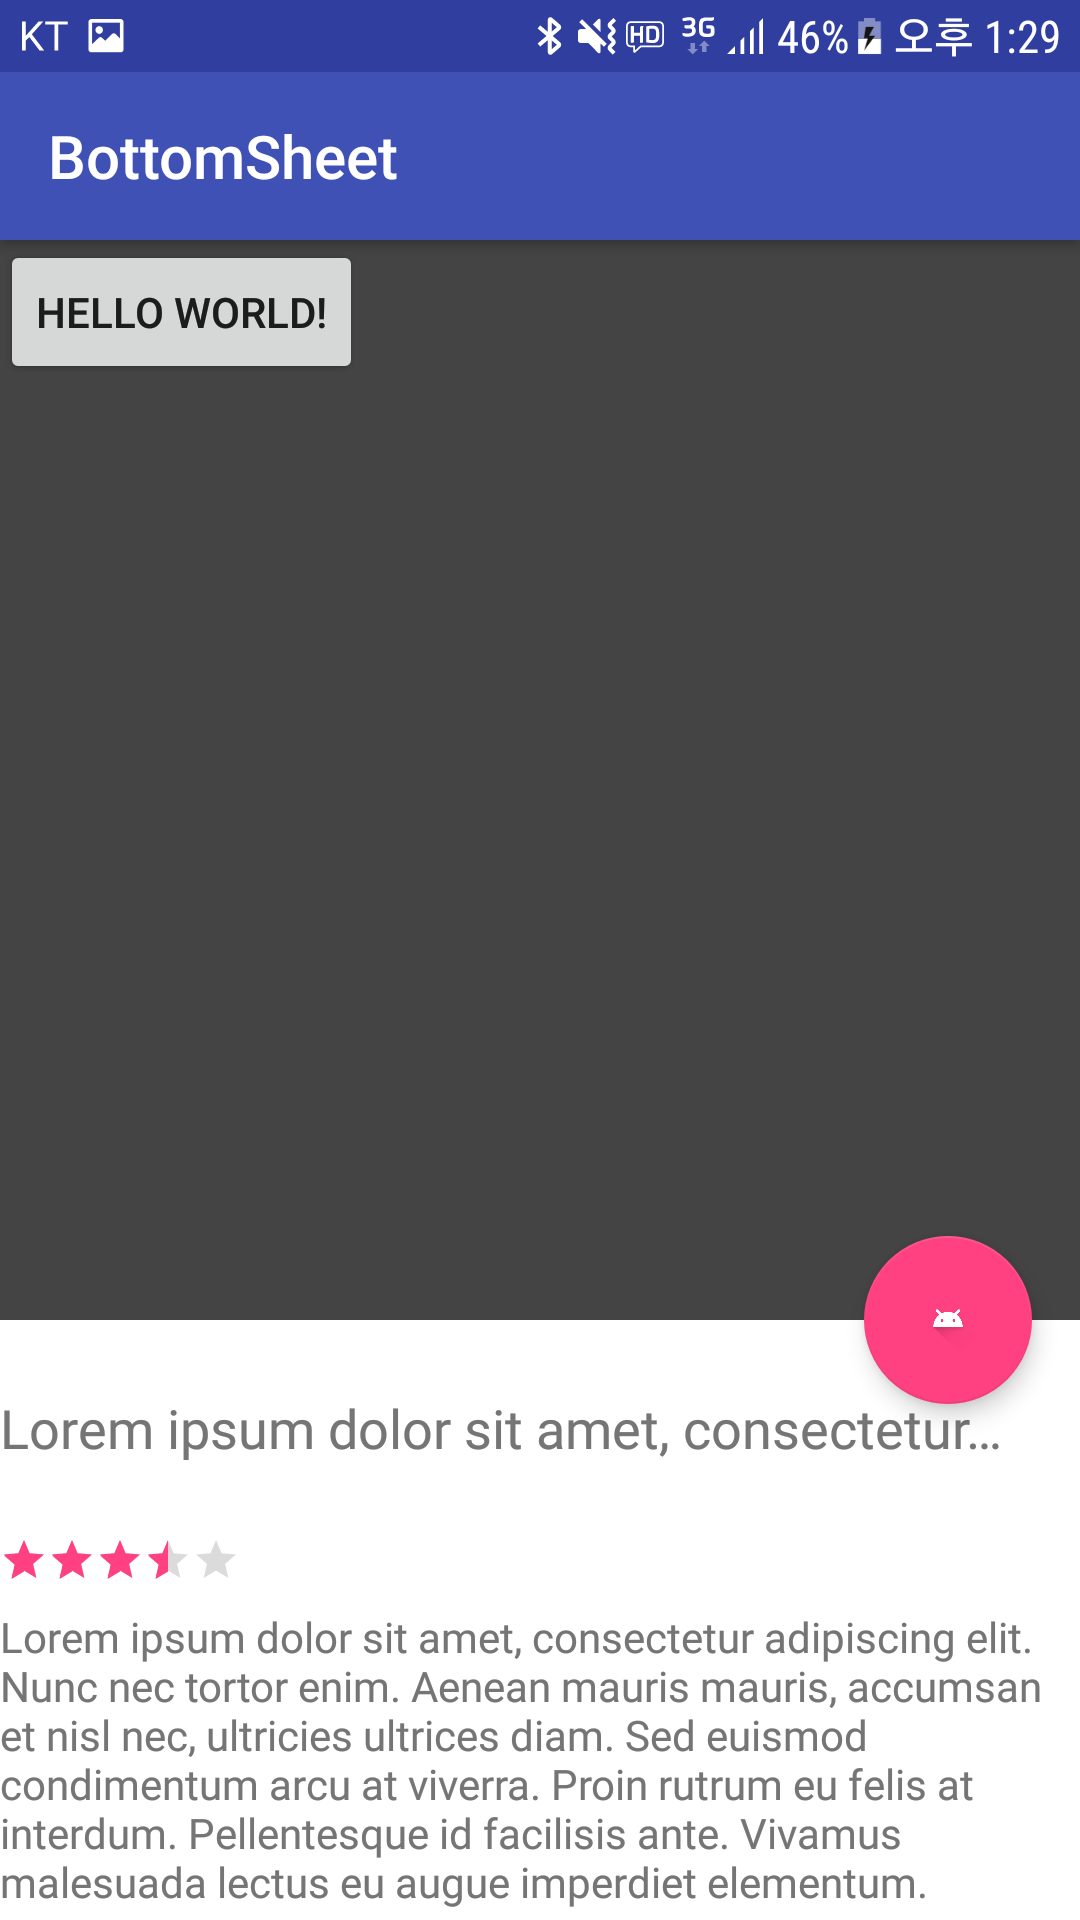 KT HD 3G 46% 오후 1:29
BottomSheet
HELLO WORLD!
Lorem ipsum dolor sit amet, consectetur...
Lorem ipsum dolor sit amet, consectetur adipiscing elit.
Nunc nec tortor enim. Aenean mauris mauris, accumsan
et nisl nec, ultricies ultrices diam. Sed euismod
condimentum arcu at viverra. Proin rutrum eu felis at
interdum. Pellentesque id facilisis ante. Vivamus
malesuada lectus eu augue imperdiet elementum.